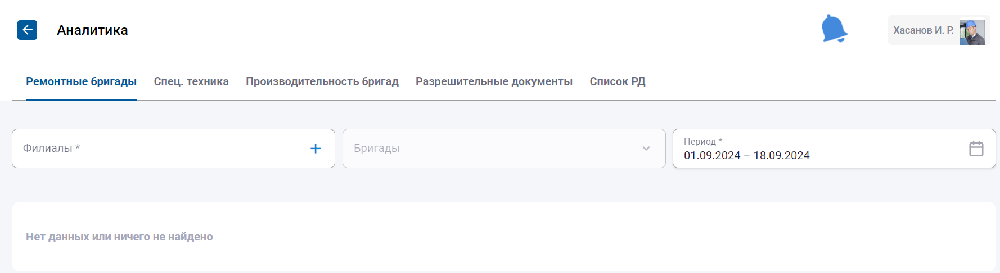 Аналитика
Хасанов И. Р.
Ремонтные бригады Спец. техника Производительность бригад Разрешительные документы Список РД
Филиалы *
Бригады
Период *
01.09.2024 – 18.09.2024
Нет данных или ничего не найдено